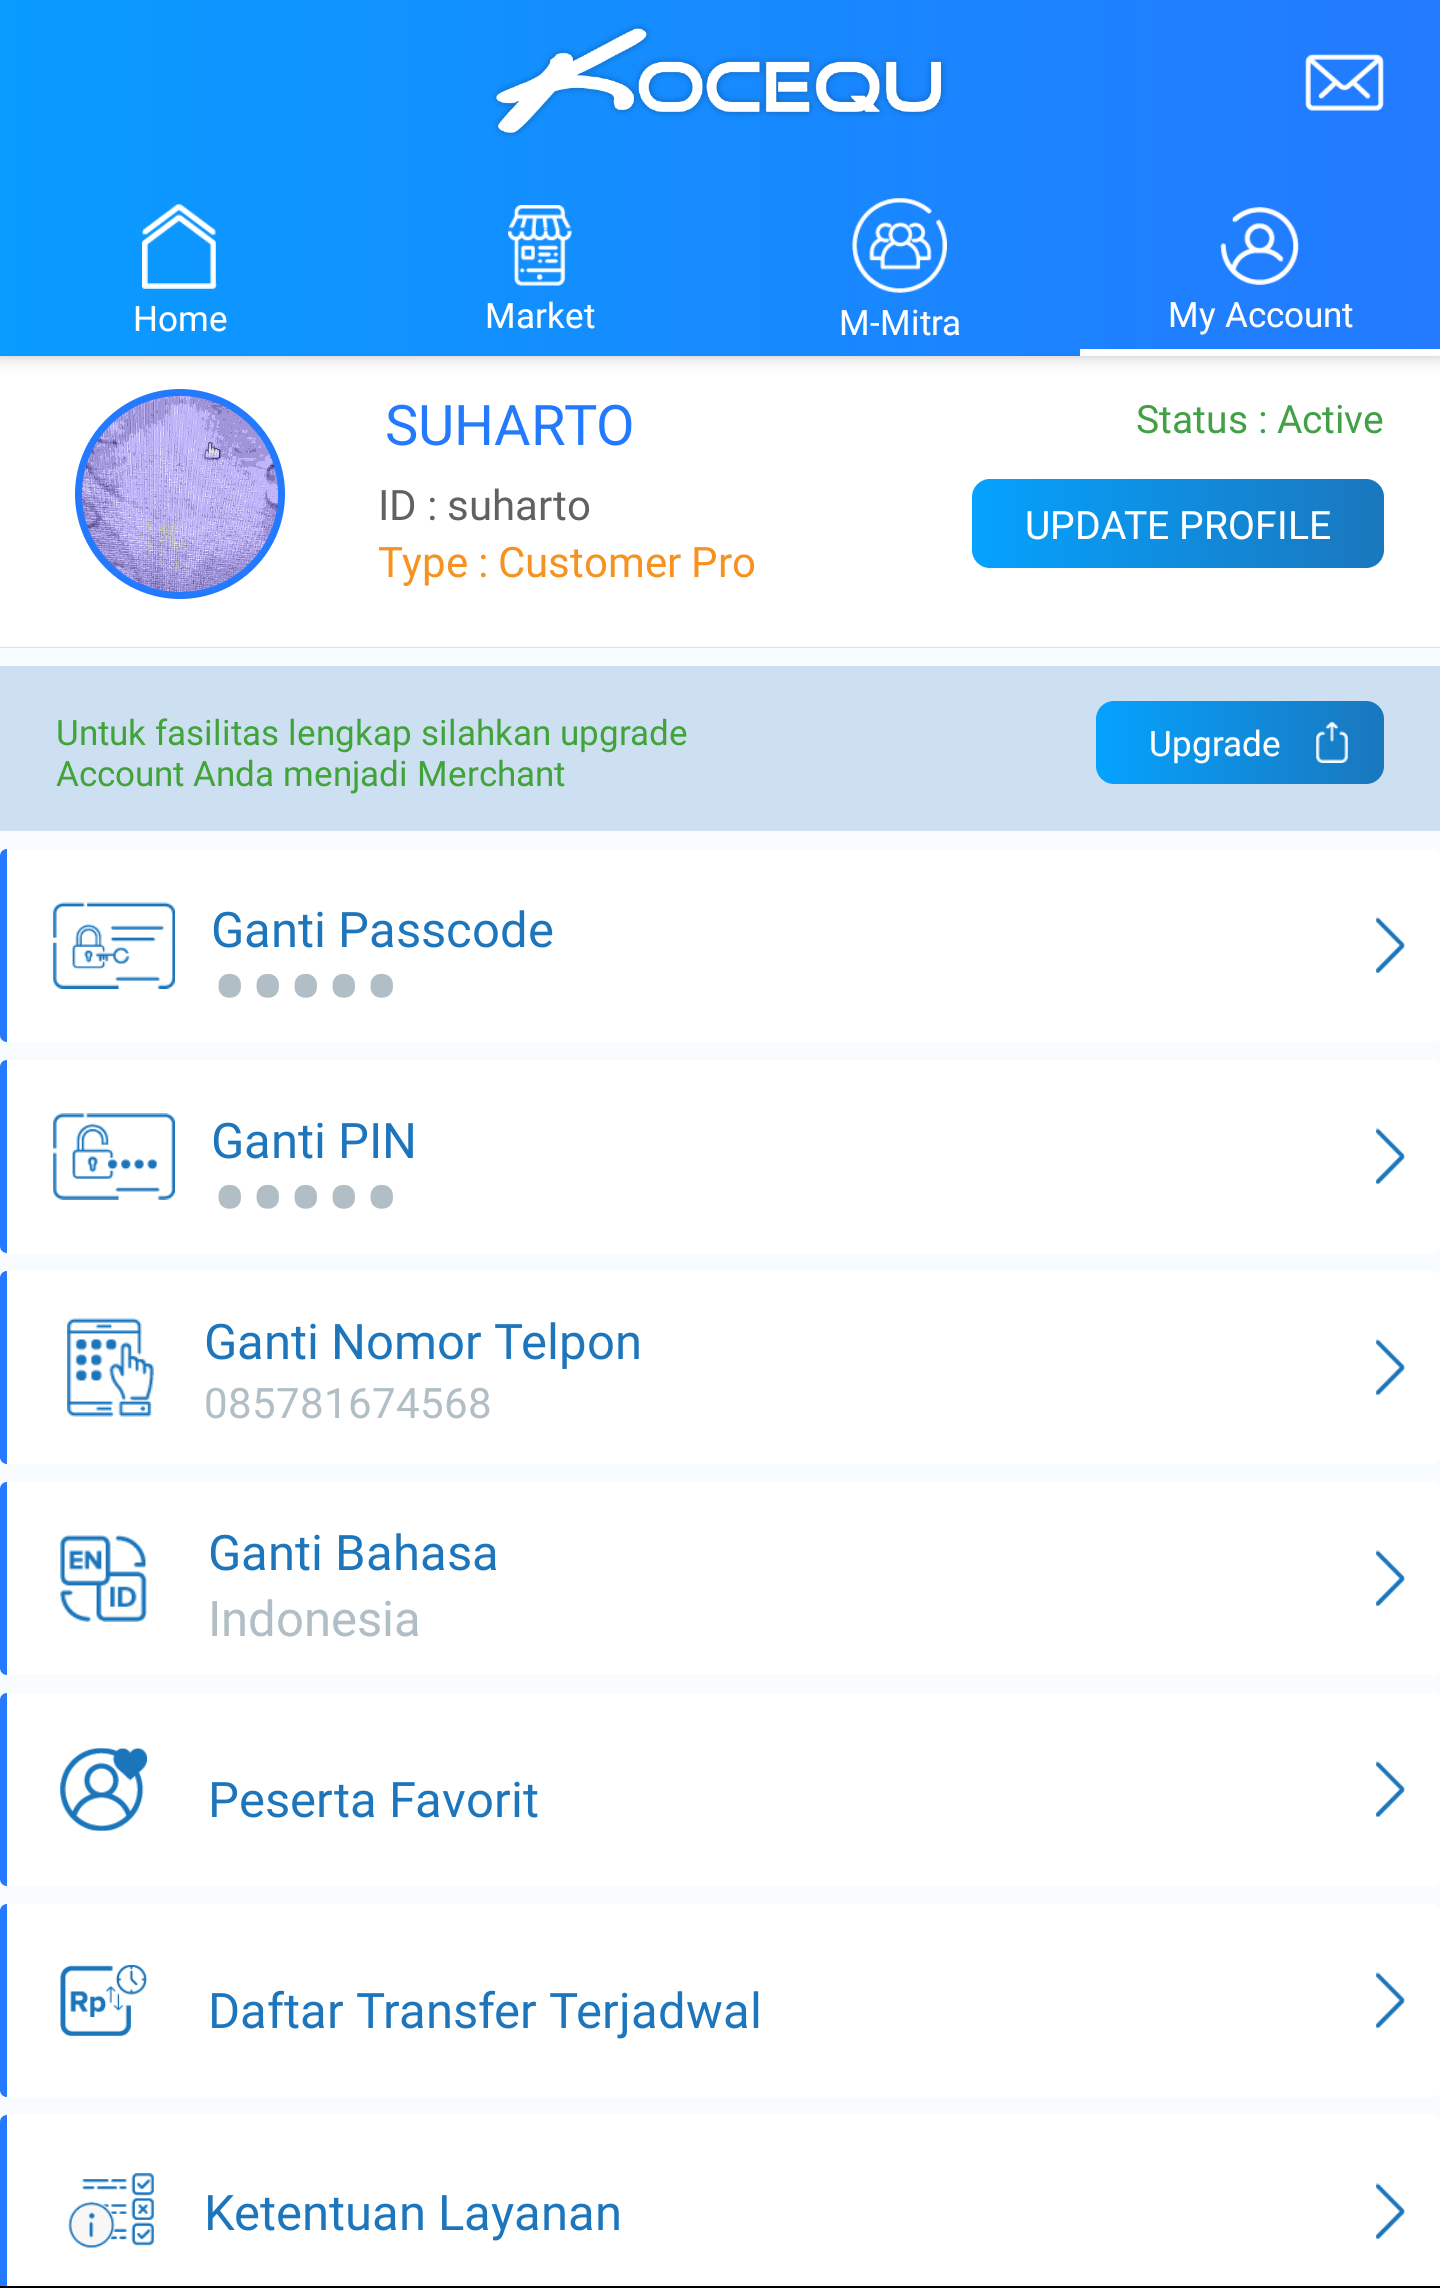 KOCEQU
Home
Market
M-Mitra
My Account
SUHARTO
Status : Active
ID : suharto
Type : Customer Pro
UPDATE PROFILE
Untuk fasilitas lengkap silahkan upgrade
Account Anda menjadi Merchant
Upgrade
Ganti Passcode
Ganti PIN
Ganti Nomor Telpon
085781674568
EN
ID
Ganti Bahasa
Indonesia
Peserta Favorit
Rp
Daftar Transfer Terjadwal
i
Ketentuan Layanan